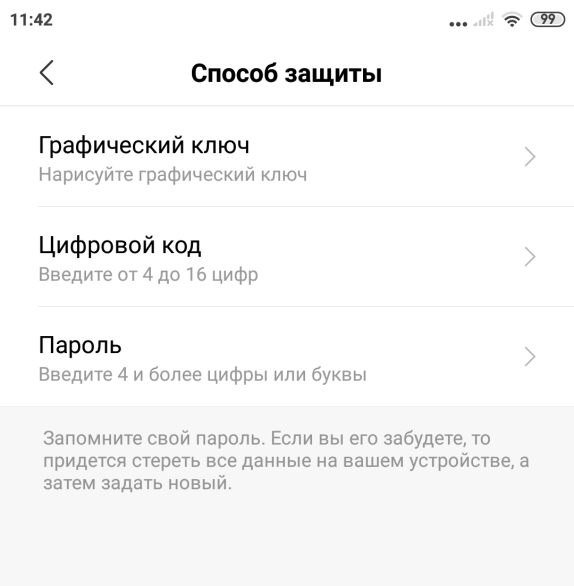 11:42
99
Способ защиты
Графический ключ
Нарисуйте графический ключ
Цифровой код
Введите от 4 до 16 цифр
Пароль
Введите 4 и более цифры или буквы
Запомните свой пароль. Если вы его забудете, то
придется стереть все данные на вашем устройстве, а
затем задать новый.